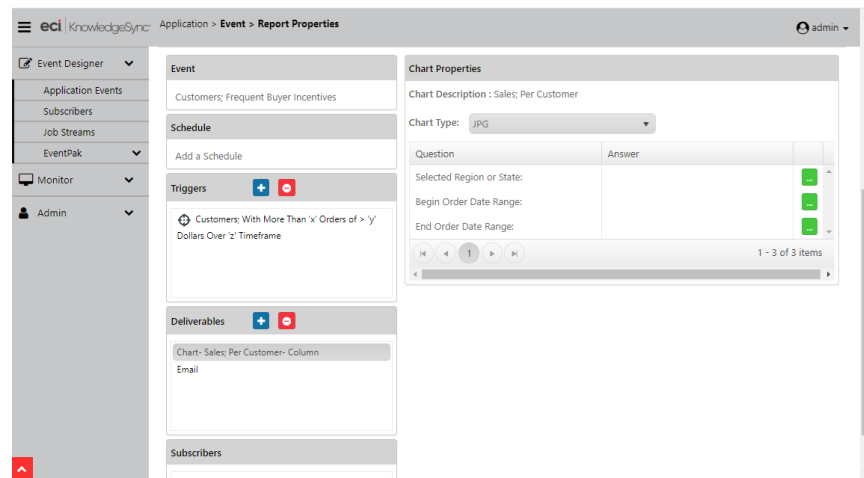 eci KnowledgeSync
Application > Event > Report Properties
admin
Event Designer
Application Events
Subscribers
Job Streams
EventPak
Monitor
Admin
Event
Customers; Frequent Buyer Incentives
Schedule
Add a Schedule
Triggers
Customers; With More Than 'x' Orders of > 'y'
Dollars Over 'z' Timeframe
Deliverables
Chart- Sales; Per Customer- Column
Email
Subscribers
Chart Properties
Chart Description : Sales; Per Customer
Chart Type: JPG
Question Answer
Selected Region or State: ...
Begin Order Date Range: ...
End Order Date Range: ...
1 1 - 3 of 3 items